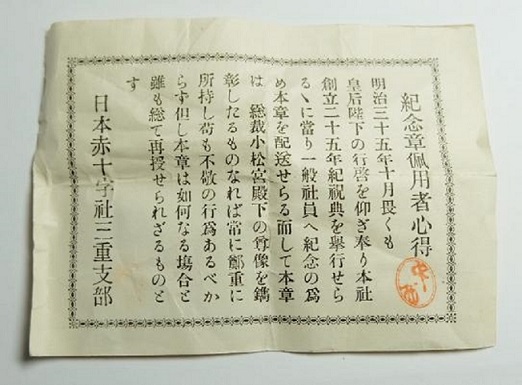 紀念章佩用者心得
明治三十五年十月畏くも
皇后陛下の行啓を仰ぎ奉り本社
創立二十五年紀祝典を擧行せら
るゝに當り一般社員へ紀念の爲
め本章を配送せらる而して本章
は 總裁小松宮殿下の尊像を鐫
彰したるものなれば常に鄭重に
所持し苟も不敬の行爲あるべか
らす但し本章は如何なる塲合と
雖も総て再授せられざるものと
す
日本赤十字社三重支部